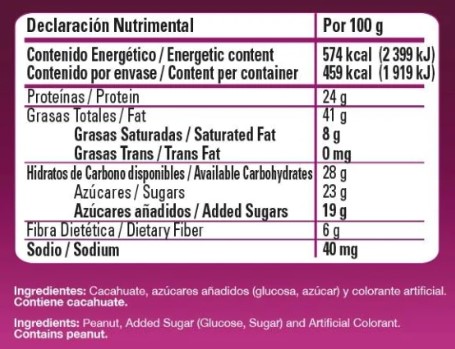 Declaración Nutrimental Por 100 g
Contenido Energético / Energetic content 574 kcal (2 399 kJ)
Contenido por envase / Content per container 459 kcal (1 919 kJ)
Proteínas / Protein 24 g
Grasas Totales / Fat 41 g
Grasas Saturadas / Saturated Fat 8 g
Grasas Trans / Trans Fat 0 mg
Hidratos de Carbono disponibles / Available Carbohydrates 28 g
Azúcares / Sugars 23 g
Azúcares añadidos / Added Sugars 19 g
Fibra Dietética / Dietary Fiber 6 g
Sodio / Sodium 40 mg
Ingredientes: Cacahuate, azúcares añadidos (glucosa, azúcar) y colorante artificial.
Contiene cacahuate.
Ingredients: Peanut, Added Sugar (Glucose, Sugar) and Artificial Colorant.
Contains peanut.